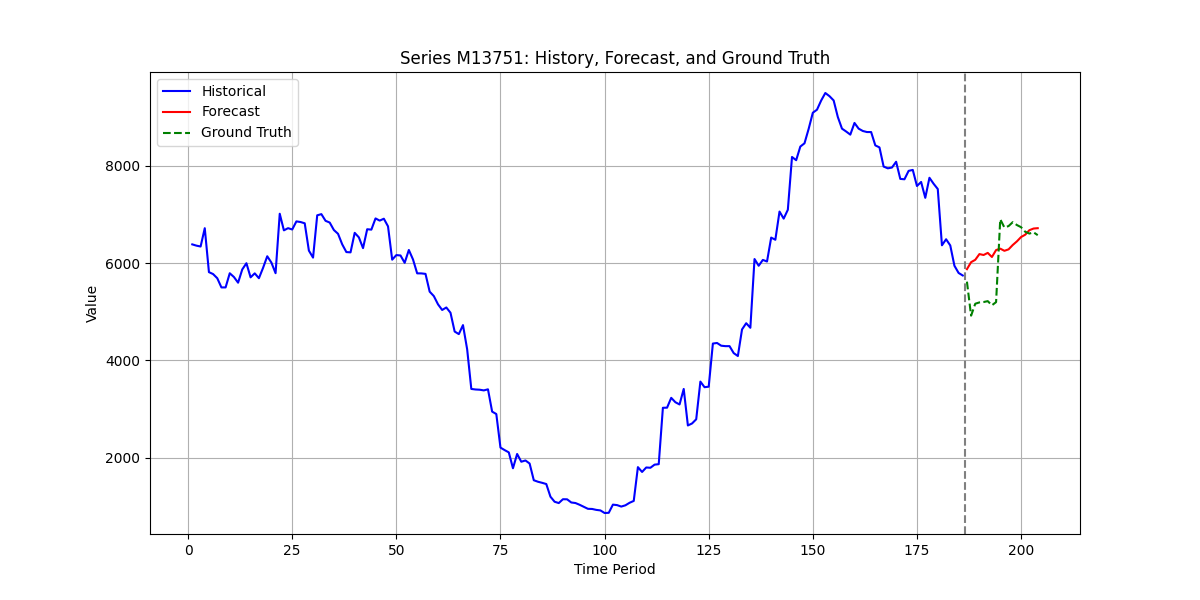 Series M13751: History, Forecast, and Ground Truth
Historical
Forecast
Ground Truth
8000
6000
4000
2000
Value
0 25 50 75 100 125 150 175 200
Time Period